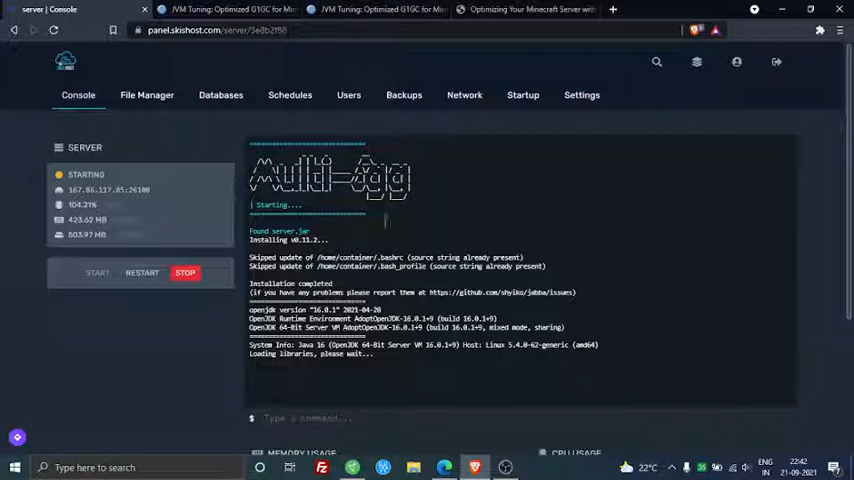 server | Console
JVM Tuning: Optimized G1GC for Mi
JVM Tuning: Optimized G1GC for Mi
Optimizing Your Minecraft Server with
panel.skishost.com/server/3e8b2f88
Console
File Manager
Databases
Schedules
Users
Backups
Network
Startup
Settings
SERVER
STARTING
167.86.117.85:26100
104.21%
423.62 MB
503.97 MB
START
RESTART
STOP
Multi-Egg
| Starting....
Found server.jar
Installing v0.11.2...
Skipped update of /home/container/.bashrc (source string already present)
Skipped update of /home/container/.bash_profile (source string already present)
Installation completed
(if you have any problems please report them at https://github.com/shyiko/jabba/issues)
openjdk version "16.0.1" 2021-04-20
OpenJDK Runtime Environment AdoptOpenJDK-16.0.1+9 (build 16.0.1+9)
OpenJDK 64-Bit Server VM AdoptOpenJDK-16.0.1+9 (build 16.0.1+9, mixed mode, sharing)
System Info: Java 16 (OpenJDK 64-Bit Server VM 16.0.1+9) Host: Linux 5.4.0-62-generic (amd64)
Loading libraries, please wait...
$ Type a command...
MEMORY USAGE
CPU USAGE
Type here to search
22°C
ENG
IN
22:42
21-09-2021